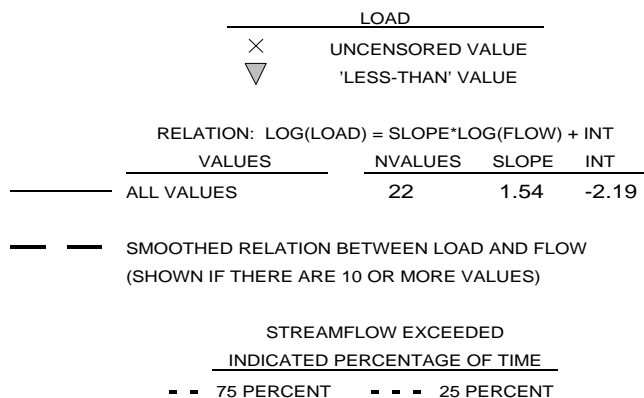 LOAD
UNCENSORED VALUE
'LESS-THAN' VALUE
RELATION: LOG(LOAD) = SLOPE*LOG(FLOW) + INT
VALUES NVALUES SLOPE INT
ALL VALUES 22 1.54 -2.19
SMOOTHED RELATION BETWEEN LOAD AND FLOW
(SHOWN IF THERE ARE 10 OR MORE VALUES)
STREAMFLOW EXCEEDED
INDICATED PERCENTAGE OF TIME
75 PERCENT 25 PERCENT